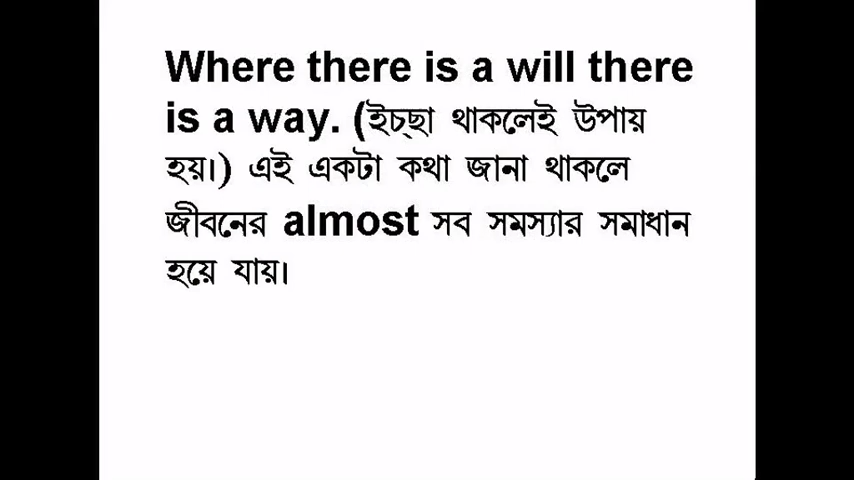 Where there is a will there
is a way. (ইচ্ছা থাকলেই উপায়
হয়।) এই একটা কথা জানা থাকলে
জীবনের almost সব সমস্যার সমাধান
হয়ে যায়।